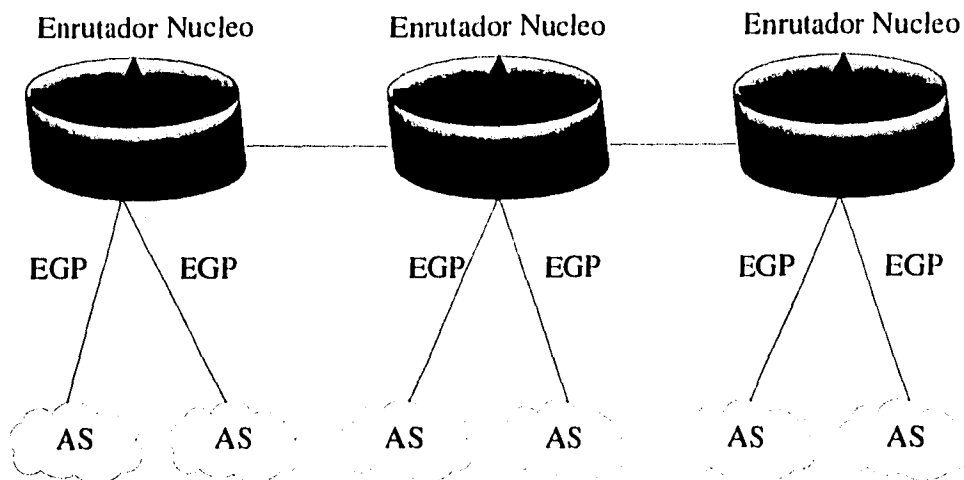 Enrutador Nucleo Enrutador Nucleo Enrutador Nucleo
EGP EGP EGP EGP EGP EGP
AS AS AS AS AS AS